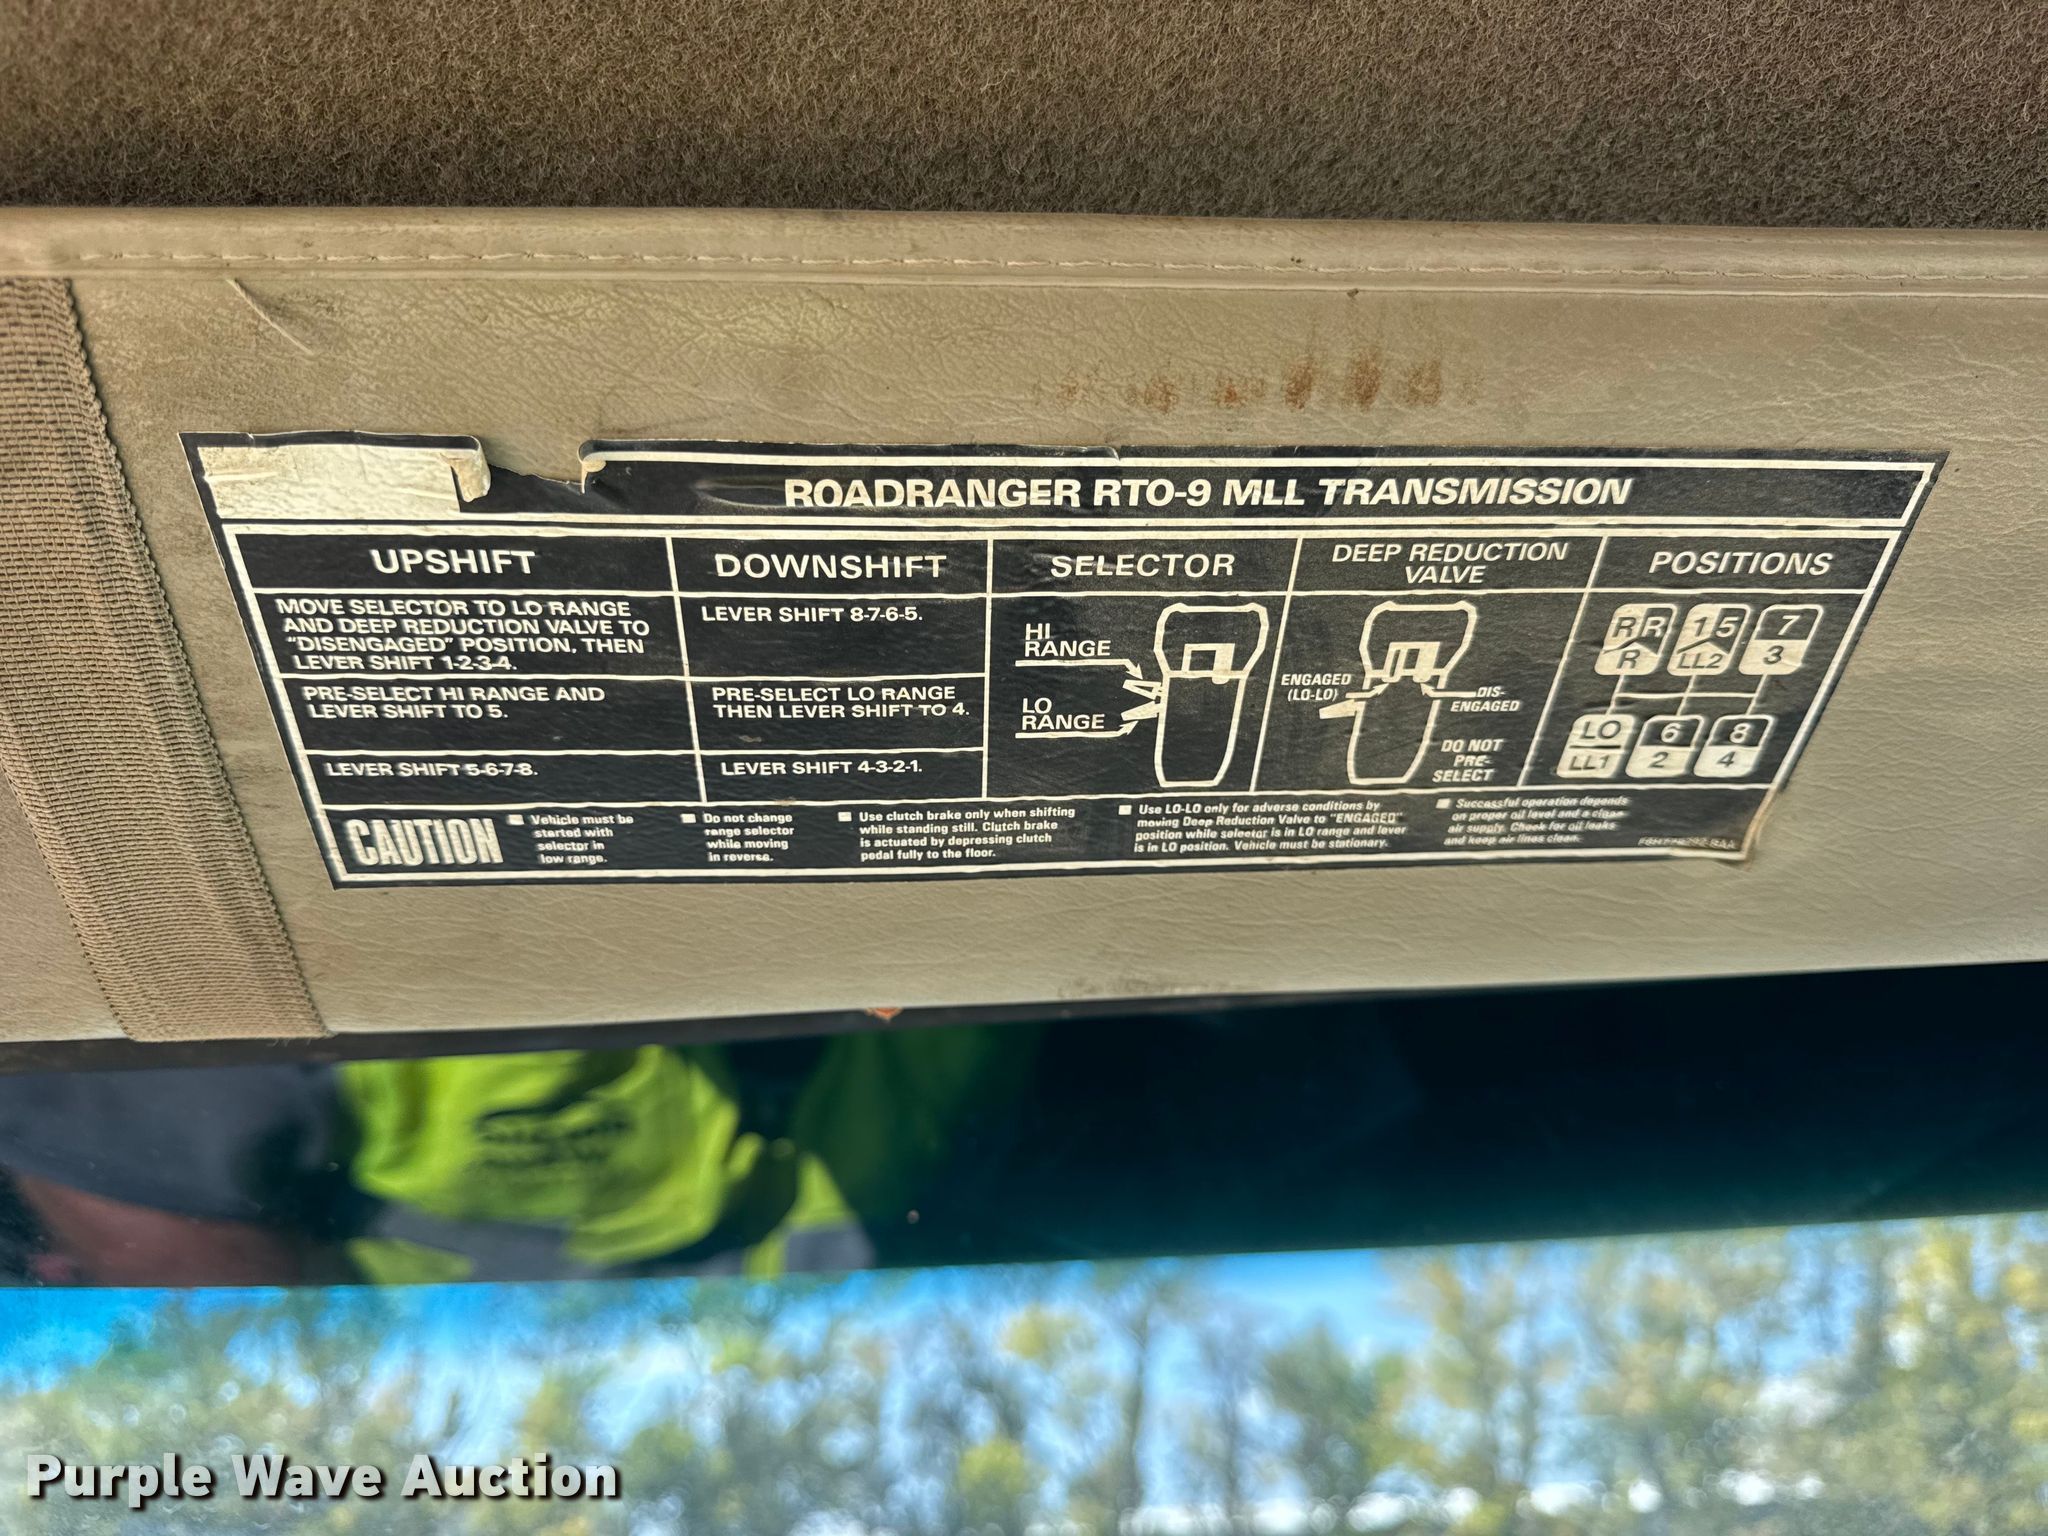 ROADRANGER RTO-9 MLL TRANSMISSION
UPSHIFT
MOVE SELECTOR TO LO RANGE
AND DEEP REDUCTION VALVE TO
"DISENGAGED" POSITION, THEN
LEVER SHIFT 1-2-3-4.
PRE-SELECT HI RANGE AND
LEVER SHIFT TO 5.
LEVER SHIFT 5-6-7-8.
DOWNSHIFT
LEVER SHIFT 8-7-6-5.
PRE-SELECT LO RANGE
THEN LEVER SHIFT TO 4.
LEVER SHIFT 4-3-2-1.
SELECTOR
HI
RANGE
LO
RANGE
DEEP REDUCTION
VALVE
ENGAGED
(LO-LO)
DIS-
ENGAGED
DO NOT
PRE-
SELECT
POSITIONS
R R 1 5 7
R LL2 3
LO 6 8
LL1 2 4
CAUTION
Vehicle must be
started with
selector in
low range.
Do not change
range selector
while moving
in reverse.
Use clutch brake only when shifting
while standing still. Clutch brake
is actuated by depressing clutch
pedal fully to the floor.
Use LO-LO only for adverse conditions by
moving Deep Reduction Valve to "ENGAGED"
position while selector is in LO range and lever
is in LO position. Vehicle must be stationary.
Successful operation depends
on proper oil level and a clean
air supply. Check for oil leaks
and keep air lines clean.
Purple Wave Auction